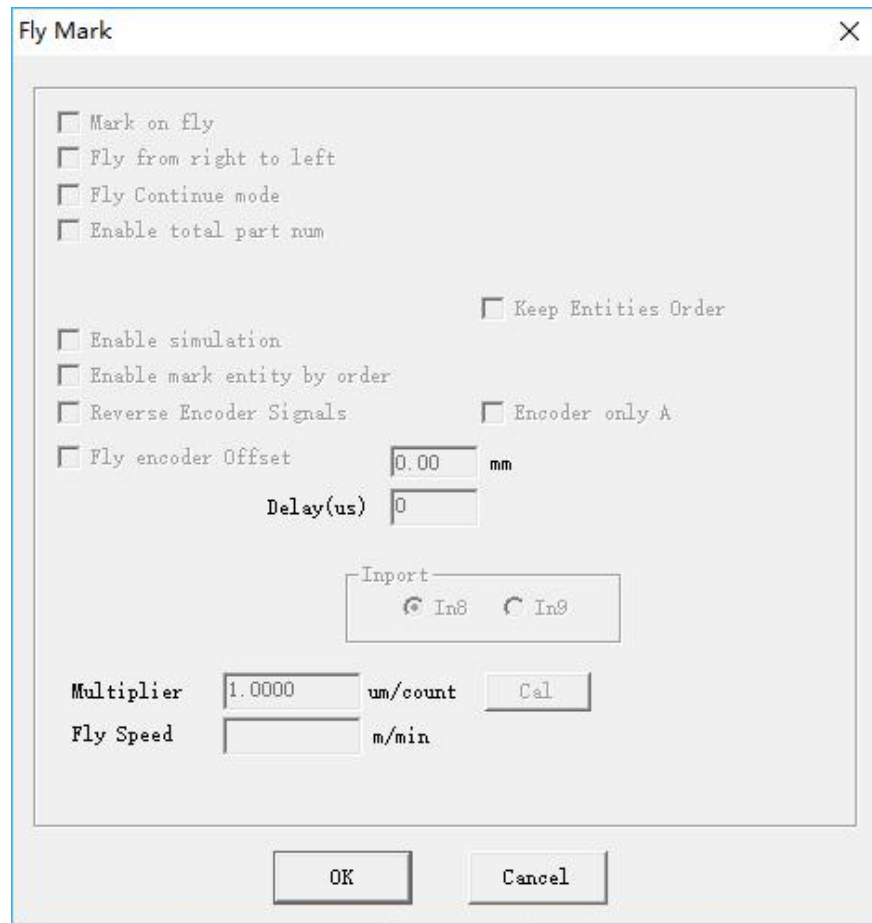 Fly Mark
Mark on fly
Fly from right to left
Fly Continue mode
Enable total part num
Keep Entities Order
Enable simulation
Enable mark entity by order
Reverse Encoder Signals Encoder only A
Fly encoder Offset 0.00 mm
Delay(us) 0
Inport
In8 In9
Multiplier 1.0000 um/count Cal
Fly Speed m/min
OK Cancel